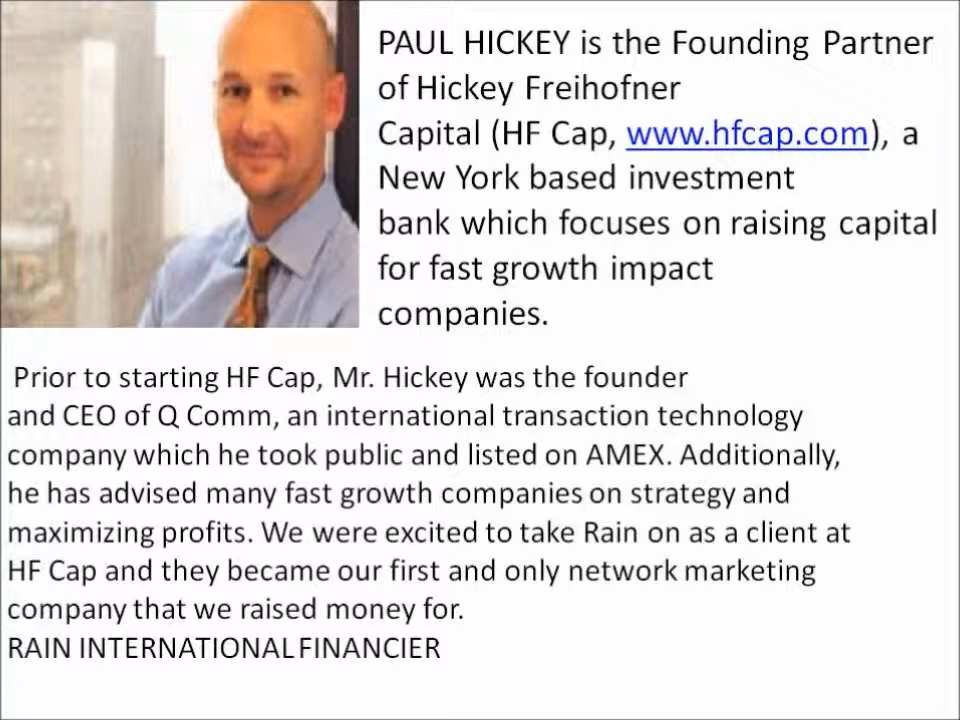 PAUL HICKEY is the Founding Partner
of Hickey Freihofner
Capital (HF Cap, www.hfcap.com), a
New York based investment
bank which focuses on raising capital
for fast growth impact
companies.
Prior to starting HF Cap, Mr. Hickey was the founder
and CEO of Q Comm, an international transaction technology
company which he took public and listed on AMEX. Additionally,
he has advised many fast growth companies on strategy and
maximizing profits. We were excited to take Rain on as a client at
HF Cap and they became our first and only network marketing
company that we raised money for.
RAIN INTERNATIONAL FINANCIER